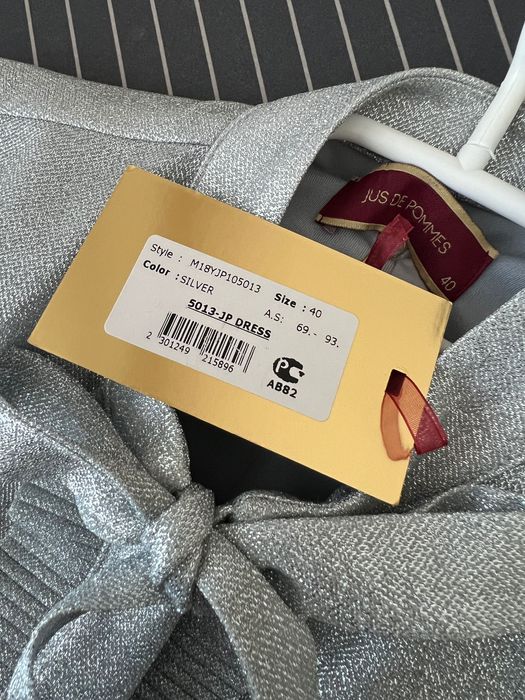 JUS DE POMMES
40
Style : M18YJP105013
Color : SILVER
Size : 40
5013-JP DRESS
A.S: 69.- 93.
2 301249 215896
PC
AB82